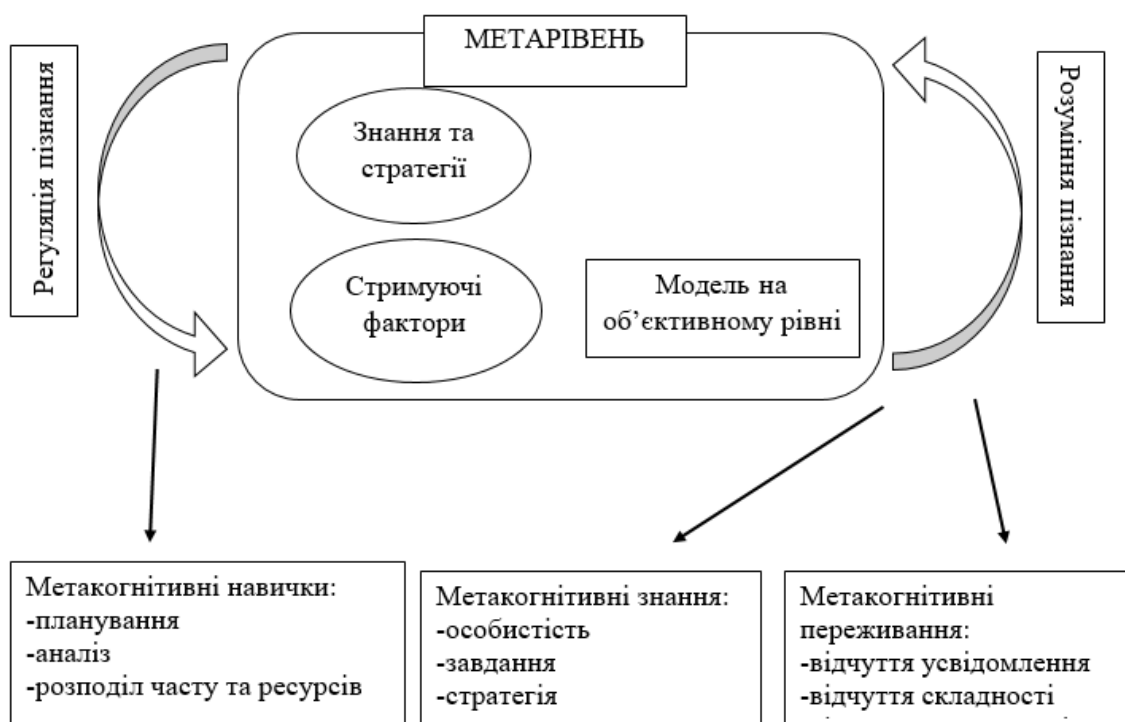 МЕТАРІВЕНЬ
Регуляція пізнання
Знання та
стратегії
Стримуючі
фактори
Модель на
об’єктивному рівні
Розуміння пізнання
Метакогнітивні навички:
-планування
-аналіз
-розподіл часту та ресурсів
Метакогнітивні знання:
-особистість
-завдання
-стратегія
Метакогнітивні
переживання:
-відчуття усвідомлення
-відчуття складності